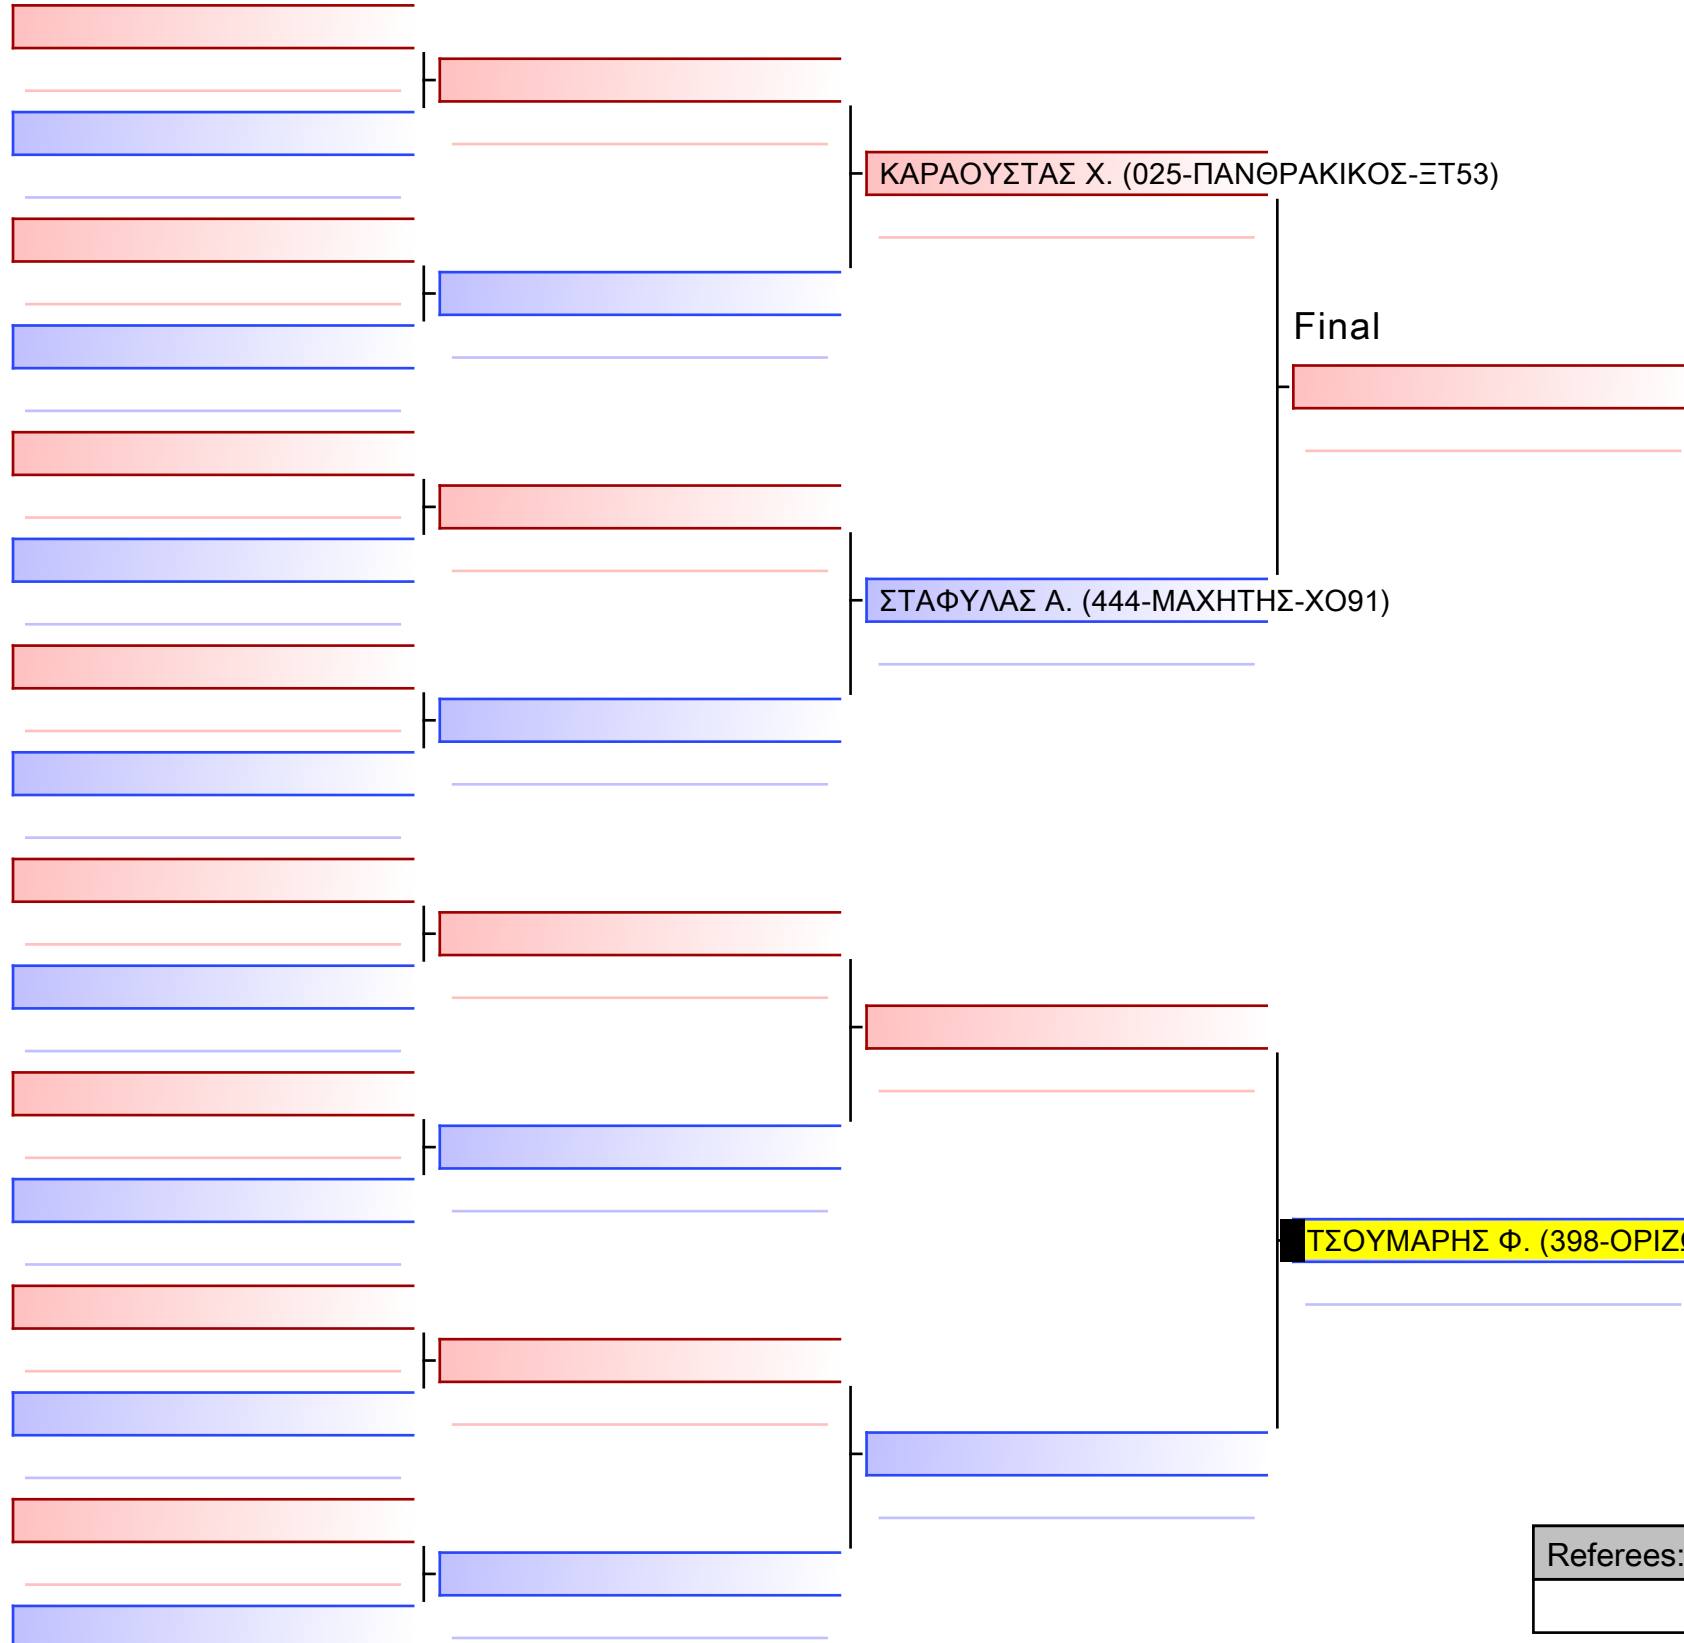 ΚΑΡΑΟΥΣΤΑΣ Χ. (025-ΠΑΝΘΡΑΚΙΚΟΣ-ΞΤ53)
Final
ΣΤΑΦΥΛΑΣ Α. (444-ΜΑΧΗΤΗΣ-ΧΟ91)
ΤΣΟΥΜΑΡΗΣ Φ. (398-ΟΡΙΖ
Referees: